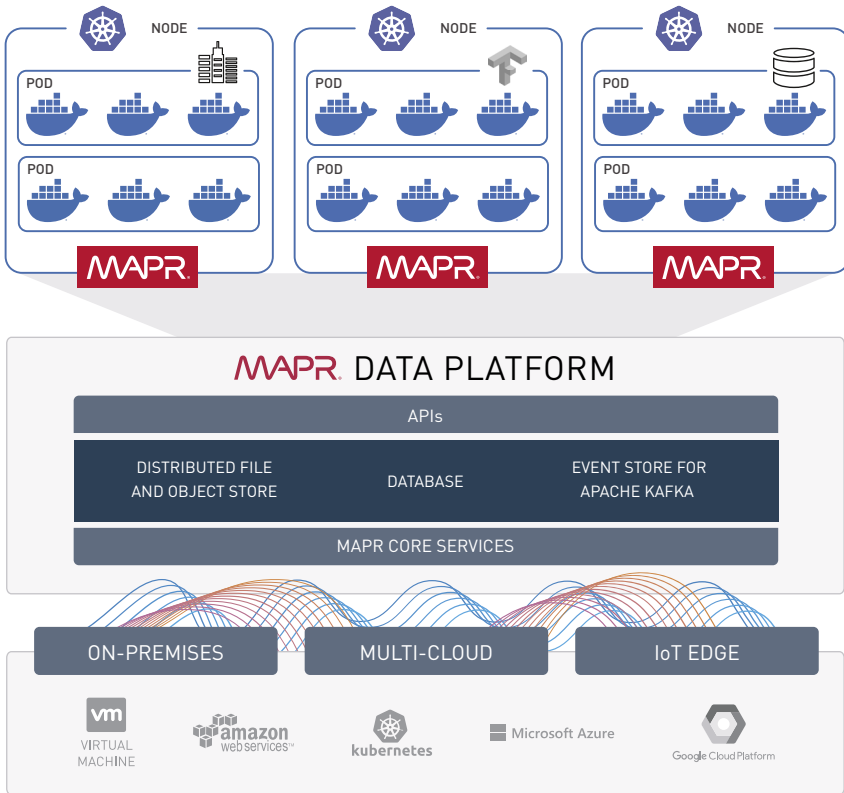 NODE
NODE
NODE
POD
POD
POD
POD
POD
POD
MAPR.
MAPR.
MAPR.
MAPR. DATA PLATFORM
APIs
DISTRIBUTED FILE
AND OBJECT STORE
DATABASE
EVENT STORE FOR
APACHE KAFKA
MAPR CORE SERVICES
ON-PREMISES
MULTI-CLOUD
IoT EDGE
vm
VIRTUAL
MACHINE
amazon
web services™
kubernetes
Microsoft Azure
Google Cloud Platform